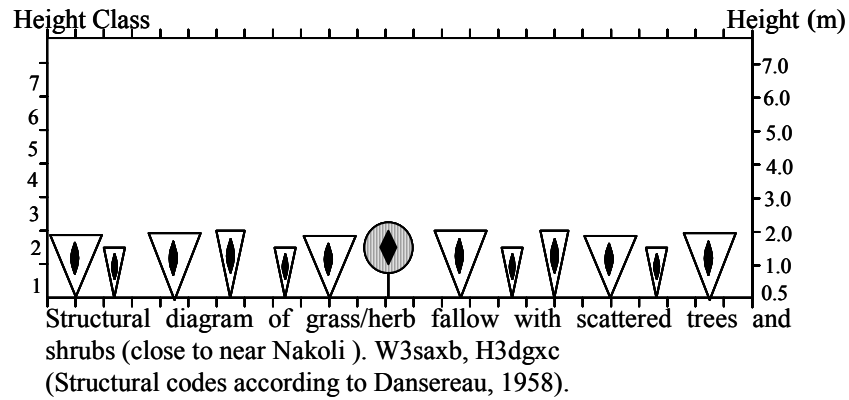 Height Class Height (m)
7 7.0
6 6.0
5 5.0
4 4.0
3 3.0
2 2.0
1 1.0
0.5
Structural diagram of grass/herb fallow with scattered trees and
shrubs (close to near Nakoli ). W3saxb, H3dgxc
(Structural codes according to Dansereau, 1958).